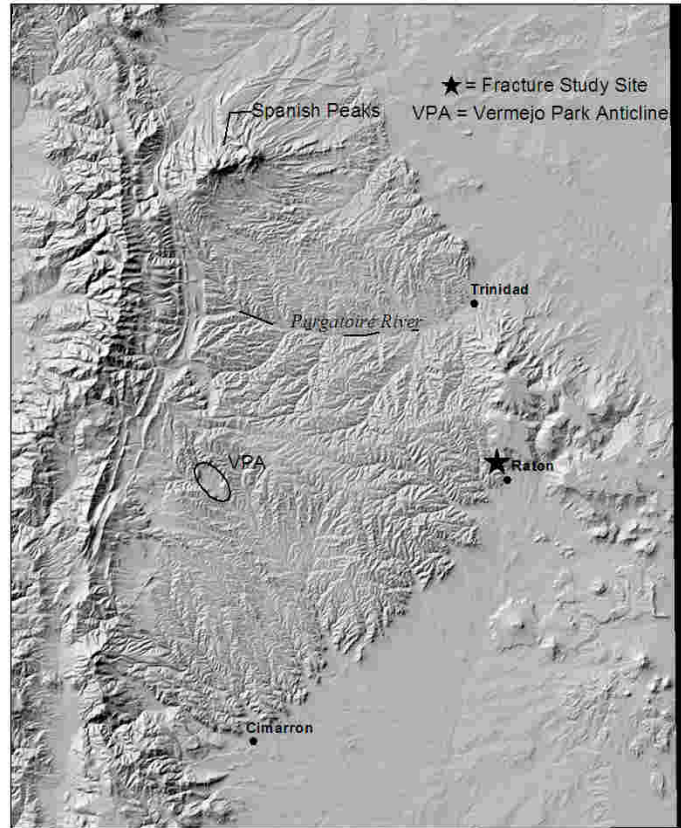 ★ = Fracture Study Site
Spanish Peaks
VPA = Vermejo Park Anticline
Trinidad
Purgatoire River
VPA
Raton
Cimarron